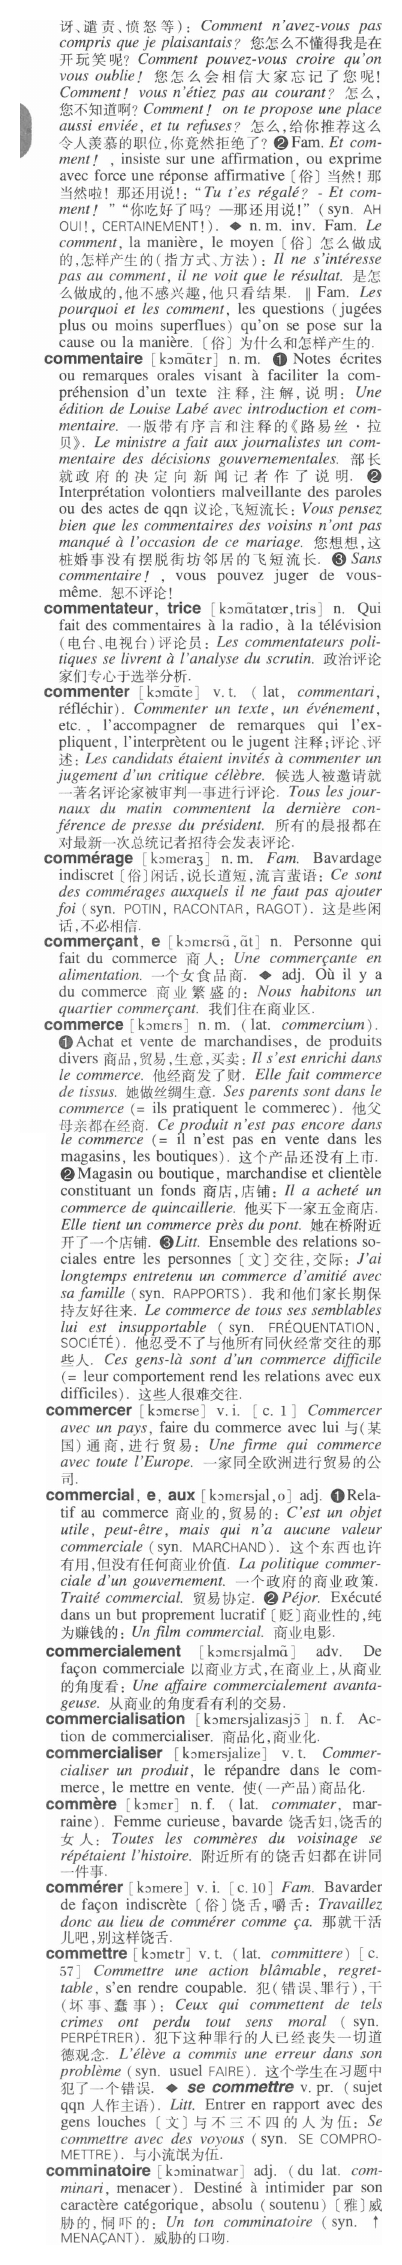 讶、谴责、愤怒等): Comment n'avez-vous pas
compris que je plaisantais? 您怎么不懂得我是在
开玩笑呢? Comment pouvez-vous croire qu'on
vous oublie! 您怎么会相信大家忘记了您呢!
Comment! vous n'étiez pas au courant? 怎么,
您不知道啊? Comment! on te propose une place
aussi enviée, et tu refuses? 怎么,给你推荐这么
令人羡慕的职位,你竟然拒绝了? ❷ Fam. Et com-
ment! , insiste sur une affirmation, ou exprime
avec force une réponse affirmative〔俗〕当然! 那
当然啦! 那还用说!: "Tu t'es régalé? - Et com-
ment! " "你吃好了吗? —那还用说!" (syn. AH
OUI!, CERTAINEMENT!). ◆ n. m. inv. Fam. Le
comment, la manière, le moyen〔俗〕怎么做成
的,怎样产生的(指方式、方法): Il ne s'intéresse
pas au comment, il ne voit que le résultat. 是怎
么做成的,他不感兴趣,他只看结果. ‖ Fam. Les
pourquoi et les comment, les questions (jugées
plus ou moins superflues) qu'on se pose sur la
cause ou la manière.〔俗〕为什么和怎样产生的.
commentaire [kɔmɑ̃tɛr] n. m. ❶ Notes écrites
ou remarques orales visant à faciliter la com-
préhension d'un texte 注释,注解,说明: Une
édition de Louise Labé avec introduction et com-
mentaire. 一版带有序言和注释的《路易丝·拉
贝》. Le ministre a fait aux journalistes un com-
mentaire des décisions gouvernementales. 部长
就政府的决定向新闻记者作了说明. ❷
Interprétation volontiers malveillante des paroles
ou des actes de qqn 议论,飞短流长: Vous pensez
bien que les commentaires des voisins n'ont pas
manqué à l'occasion de ce mariage. 您想想,这
桩婚事没有摆脱街坊邻居的飞短流长. ❸ Sans
commentaire! , vous pouvez juger de vous-
même. 恕不评论!
commentateur, trice [kɔmɑ̃tatœr,tris] n. Qui
fait des commentaires à la radio, à la télévision
(电台、电视台)评论员: Les commentateurs poli-
tiques se livrent à l'analyse du scrutin. 政治评论
家们专心于选举分析.
commenter [kɔmɑ̃te] v. t. (lat, commentari,
réfléchir). Commenter un texte, un événement,
etc. , l'accompagner de remarques qui l'ex-
pliquent, l'interprètent ou le jugent 注释;评论、评
述: Les candidats étaient invités à commenter un
jugement d'un critique célèbre. 候选人被邀请就
一著名评论家被审判一事进行评论. Tous les jour-
naux du matin commentent la dernière con-
férence de presse du président. 所有的晨报都在
对最新一次总统记者招待会发表评论.
commérage [kɔmeraʒ] n. m. Fam. Bavardage
indiscret〔俗〕闲话,说长道短,流言蜚语: Ce sont
des commérages auxquels il ne faut pas ajouter
foi (syn. POTIN, RACONTAR, RAGOT). 这是些闲
话,不必相信.
commerçant, e [kɔmɛrsɑ̃, ɑ̃t] n. Personne qui
fait du commerce 商人: Une commerçante en
alimentation. 一个女食品商. ◆ adj. Où il y a
du commerce 商业繁盛的: Nous habitons un
quartier commerçant. 我们住在商业区.
commerce [kɔmɛrs] n. m. (lat. commercium).
❶ Achat et vente de marchandises, de produits
divers 商品,贸易,生意,买卖: Il s'est enrichi dans
le commerce. 他经商发了财. Elle fait commerce
de tissus. 她做丝绸生意. Ses parents sont dans le
commerce (= ils pratiquent le commerec). 他父
母亲都在经商. Ce produit n'est pas encore dans
le commerce (= il n'est pas en vente dans les
magasins, les boutiques). 这个产品还没有上市.
❷ Magasin ou boutique, marchandise et clientèle
constituant un fonds 商店,店铺: Il a acheté un
commerce de quincaillerie. 他买下一家五金商店.
Elle tient un commerce près du pont. 她在桥附近
开了一个店铺. ❸ Litt. Ensemble des relations so-
ciales entre les personnes〔文〕交往,交际: J'ai
longtemps entretenu un commerce d'amitié avec
sa famille (syn. RAPPORTS). 我和他们家长期保
持友好往来. Le commerce de tous ses semblables
lui est insupportable (syn. FRÉQUENTATION,
SOCIÉTÉ). 他忍受不了与他所有同伙经常交往的那
些人. Ces gens-là sont d'un commerce difficile
(= leur comportement rend les relations avec eux
difficiles). 这些人很难交往.
commercer [kɔmɛrse] v. i. [c. 1] Commercer
avec un pays, faire du commerce avec lui 与(某
国)通商,进行贸易: Une firme qui commerce
avec toute l'Europe. 一家同全欧洲进行贸易的公
司.
commercial, e, aux [kɔmɛrsjal,o] adj. ❶ Rela-
tif au commerce 商业的,贸易的: C'est un objet
utile, peut-être, mais qui n'a aucune valeur
commerciale (syn. MARCHAND). 这个东西也许
有用,但没有任何商业价值. La politique commer-
ciale d'un gouvernement. 一个政府的商业政策.
Traité commercial. 贸易协定. ❷ Péjor. Exécuté
dans un but proprement lucratif〔贬〕商业性的,纯
为赚钱的: Un film commercial. 商业电影.
commercialement [kɔmɛrsjalmɑ̃] adv. De
façon commerciale 以商业方式,在商业上,从商业
的角度看: Une affaire commercialement avanta-
geuse. 从商业的角度看有利的交易.
commercialisation [kɔmɛrsjalizasjɔ̃] n. f. Ac-
tion de commercialiser. 商品化,商业化.
commercialiser [kɔmɛrsjalize] v. t. Commer-
cialiser un produit, le répandre dans le com-
merce, le mettre en vente. 使(一产品)商品化.
commère [kɔmɛr] n. f. (lat. commater, mar-
raine). Femme curieuse, bavarde 饶舌妇,饶舌的
女人: Toutes les commères du voisinage se
répétaient l'histoire. 附近所有的饶舌妇都在讲同
一件事.
commérer [kɔmere] v. i. [c. 10] Fam. Bavarder
de façon indiscrète〔俗〕饶舌,嚼舌: Travaillez
donc au lieu de commérer comme ça. 那就干活
儿吧,别这样饶舌.
commettre [kɔmɛtr] v. t. (lat. committere) [c.
57] Commettre une action blâmable, regret-
table, s'en rendre coupable. 犯(错误、罪行),干
(坏事、蠢事): Ceux qui commettent de tels
crimes ont perdu tout sens moral (syn.
PERPÉTRER). 犯下这种罪行的人已经丧失一切道
德观念. L'élève a commis une erreur dans son
problème (syn. usuel FAIRE). 这个学生在习题中
犯了一个错误. ◆ se commettre v. pr. (sujet
qqn 人作主语). Litt. Entrer en rapport avec des
gens louches〔文〕与不三不四的人为伍: Se
commettre avec des voyous (syn. SE COMPRO-
METTRE). 与小流氓为伍.
comminatoire [kɔminatwar] adj. (du lat. com-
minari, menacer). Destiné à intimider par son
caractère catégorique, absolu (soutenu)〔雅〕威
胁的,恫吓的: Un ton comminatoire (syn. ↑
MENAÇANT). 威胁的口吻.